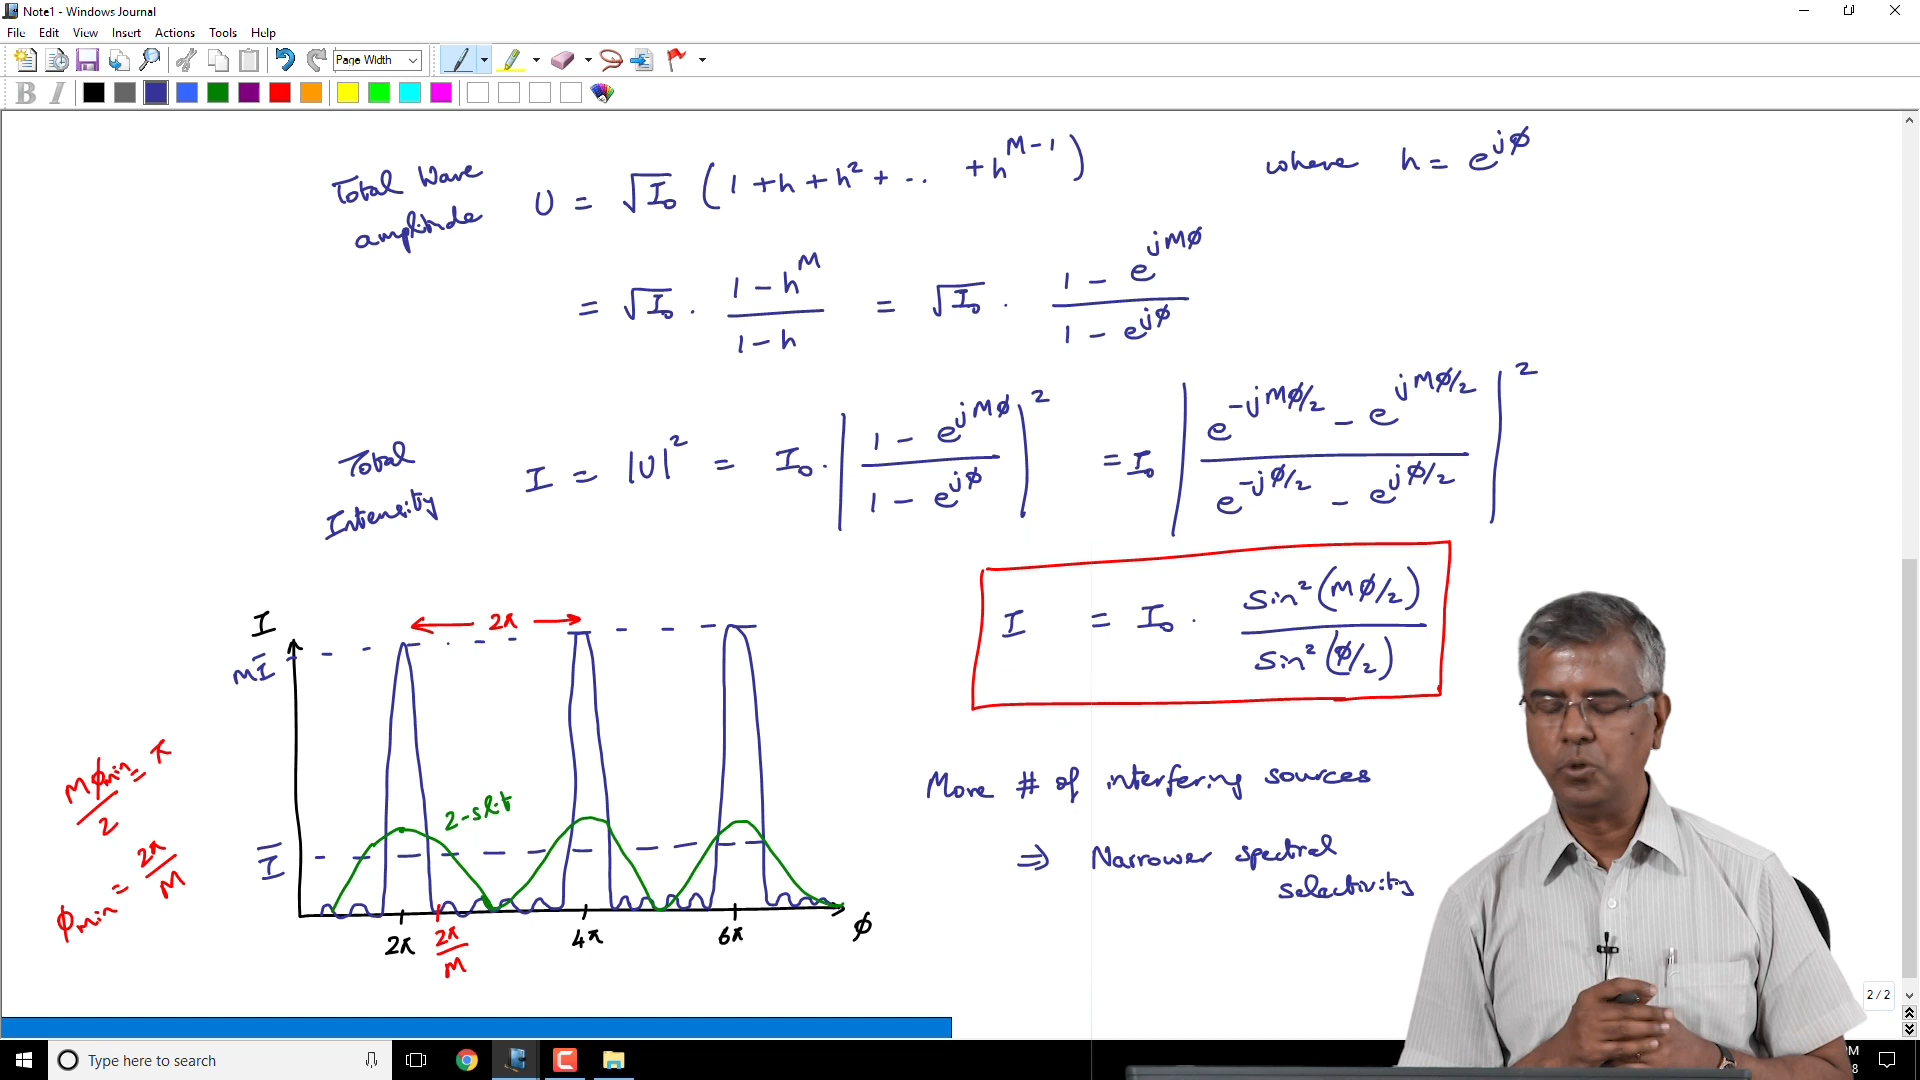 Note1 - Windows Journal
File Edit View Insert Actions Tools Help
Page Width
B I
Total Wave amplitude U = √I₀ (1 + h + h² + .. + h^(M-1)) where h = e^(jϕ)
= √I₀ . (1 - h^M)/(1 - h) = √I₀ . (1 - e^(jMϕ))/(1 - e^(jϕ))
Total Intensity I = |U|² = I₀ . |(1 - e^(jMϕ))/(1 - e^(jϕ))|² = I₀ |(e^(-jMϕ/2) - e^(jMϕ/2))/(e^(-jϕ/2) - e^(jϕ/2))|²
I = I₀ . sin²(Mϕ/2)/sin²(ϕ/2)
I
2π
MĪ
Mϕmin/2 = π
2-slit
Ī
ϕmin = 2π/M
2π 2π/M 4π 6π ϕ
More # of interfering sources
⇒ Narrower spectral
selectivity
2 / 2
Type here to search